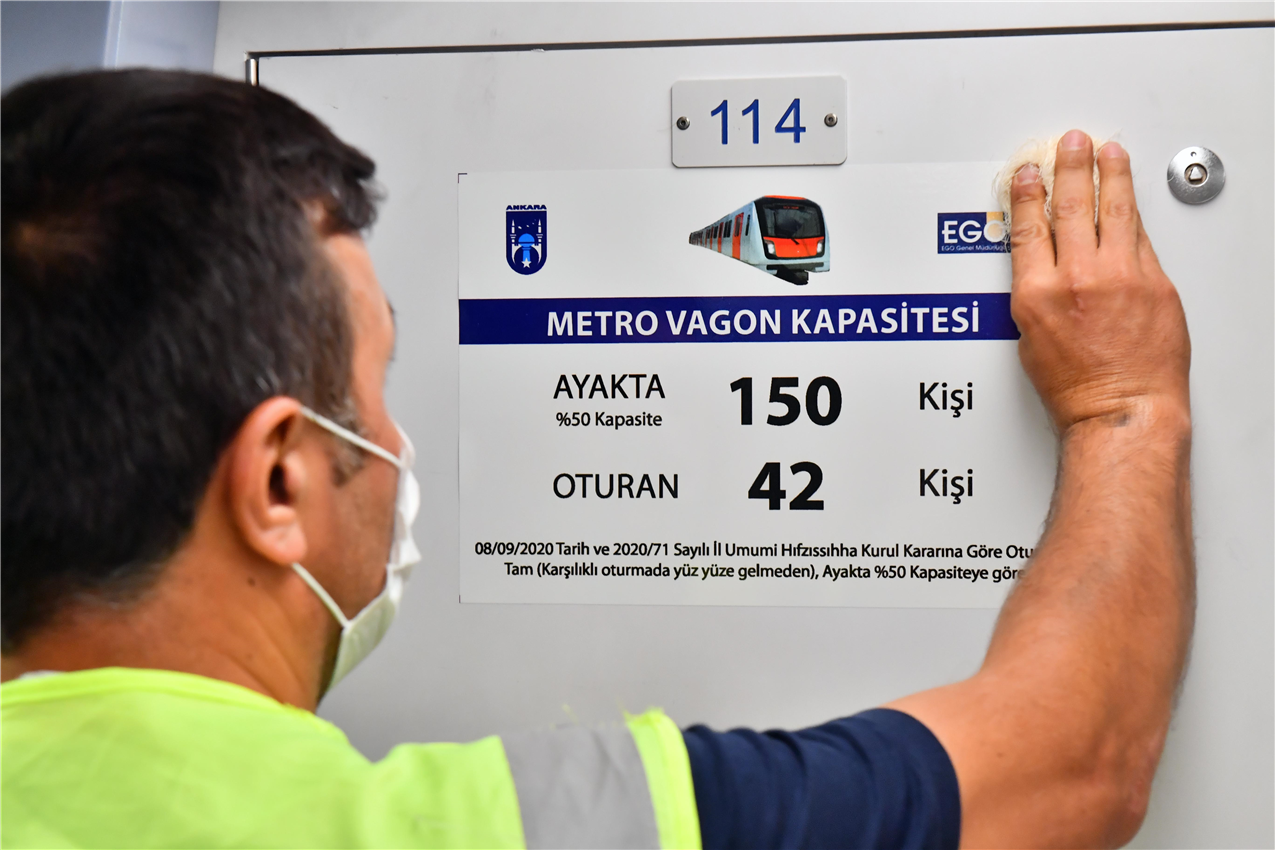 114
ANKARA
EGO
EGO Genel Müdürlüğü
METRO VAGON KAPASİTESİ
AYAKTA 150 Kişi
%50 Kapasite
OTURAN 42 Kişi
08/09/2020 Tarih ve 2020/71 Sayılı İl Umumi Hıfzıssıhha Kurul Kararına Göre Otu
Tam (Karşılıklı oturmada yüz yüze gelmeden), Ayakta %50 Kapasiteye göre